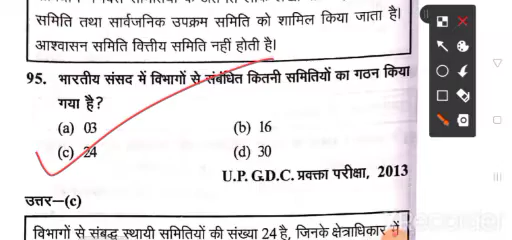 समिति तथा सार्वजनिक उपक्रम समिति को शामिल किया जाता है।
आश्वासन समिति वित्तीय समिति नहीं होती है।
95. भारतीय संसद में विभागों से संबंधित कितनी समितियों का गठन किया
गया है?
(a) 03 (b) 16
(c) 24 (d) 30
U.P. G.D.C. प्रवक्ता परीक्षा, 2013
उत्तर-(c)
विभागों से संबद्ध स्थायी समितियों की संख्या 24 है, जिनके क्षेत्राधिकार में